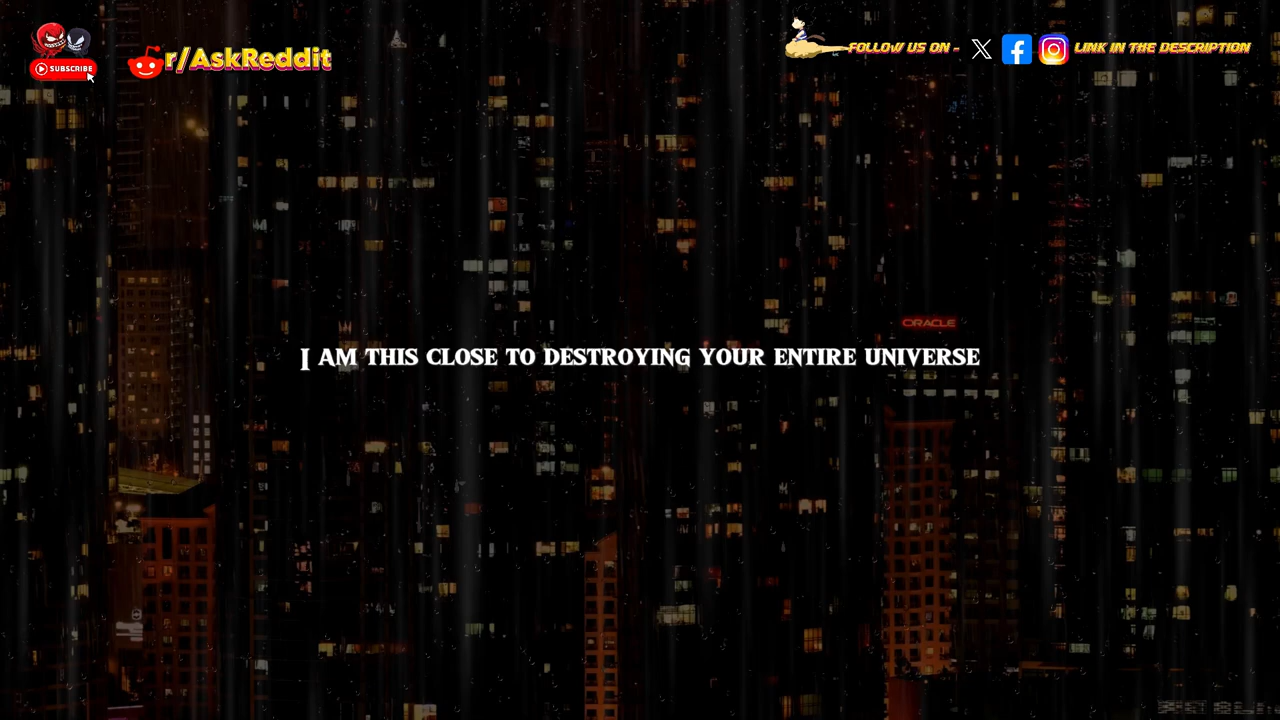 r/AskReddit
SUBSCRIBE
FOLLOW US ON -
LINK IN THE DESCRIPTION
ORACLE
I AM THIS CLOSE TO DESTROYING YOUR ENTIRE UNIVERSE